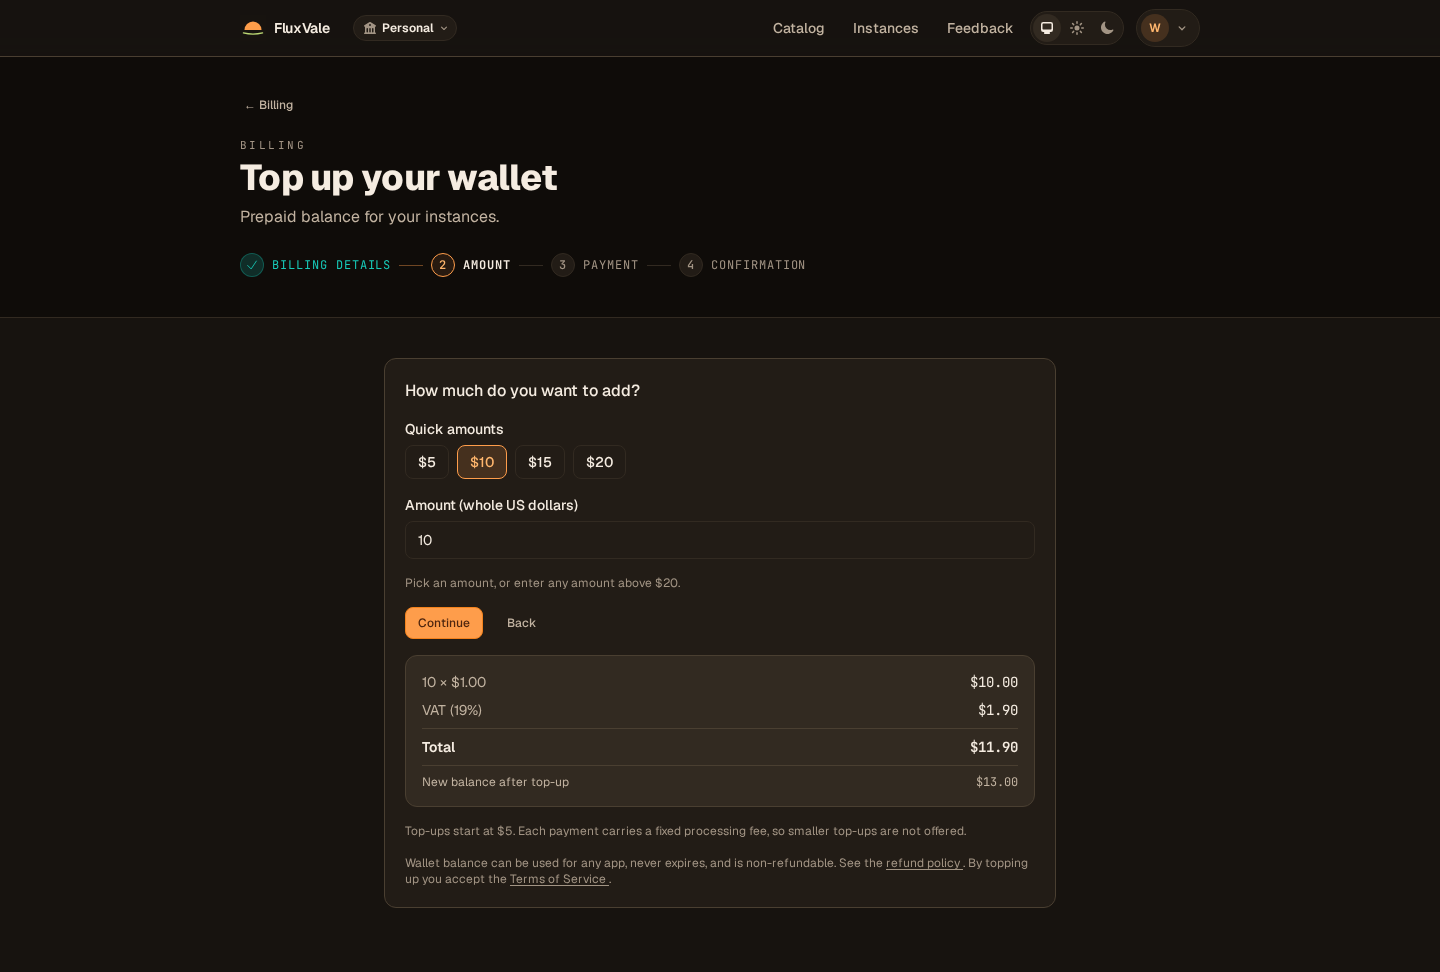 FluxVale
Personal
Catalog
Instances
Feedback
W
← Billing
BILLING
Top up your wallet
Prepaid balance for your instances.
BILLING DETAILS
2 AMOUNT
3 PAYMENT
4 CONFIRMATION
How much do you want to add?
Quick amounts
$5 $10 $15 $20
Amount (whole US dollars)
10
Pick an amount, or enter any amount above $20.
Continue Back
10 × $1.00 $10.00
VAT (19%) $1.90
Total $11.90
New balance after top-up $13.00
Top-ups start at $5. Each payment carries a fixed processing fee, so smaller top-ups are not offered.
Wallet balance can be used for any app, never expires, and is non-refundable. See the refund policy . By topping
up you accept the Terms of Service .